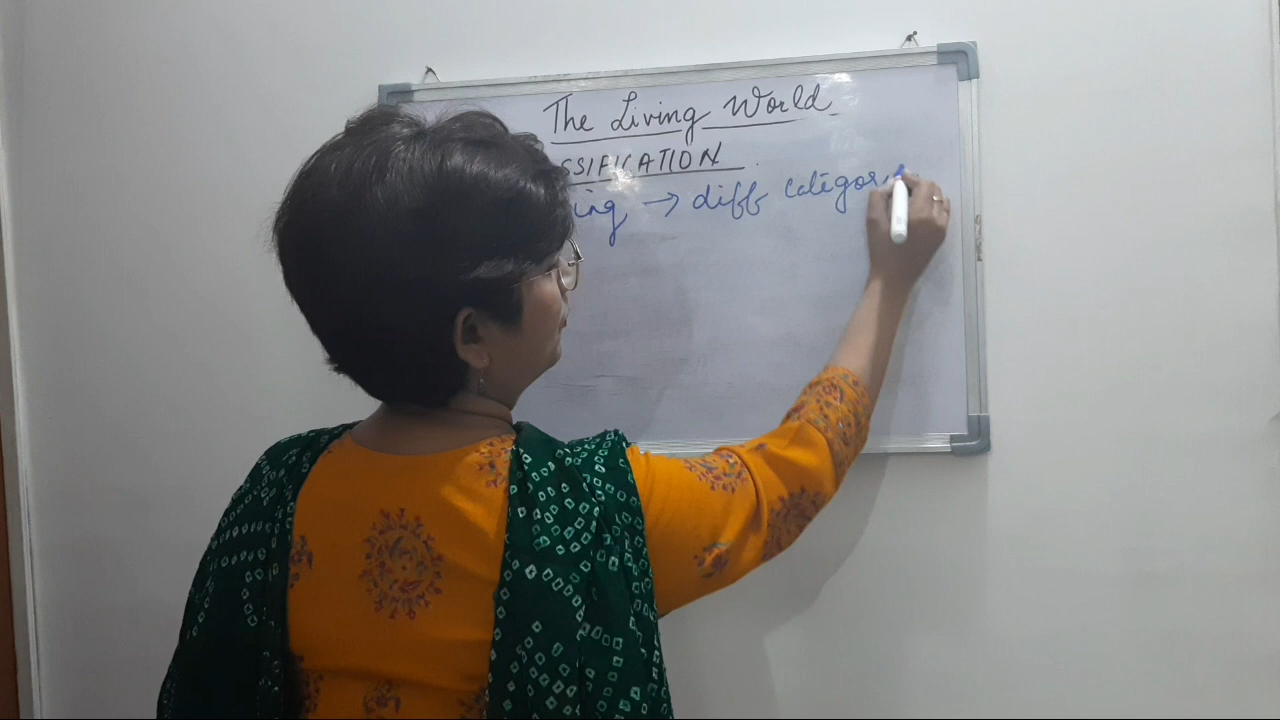 The Living World
SSIFICATION
ing → diff categor